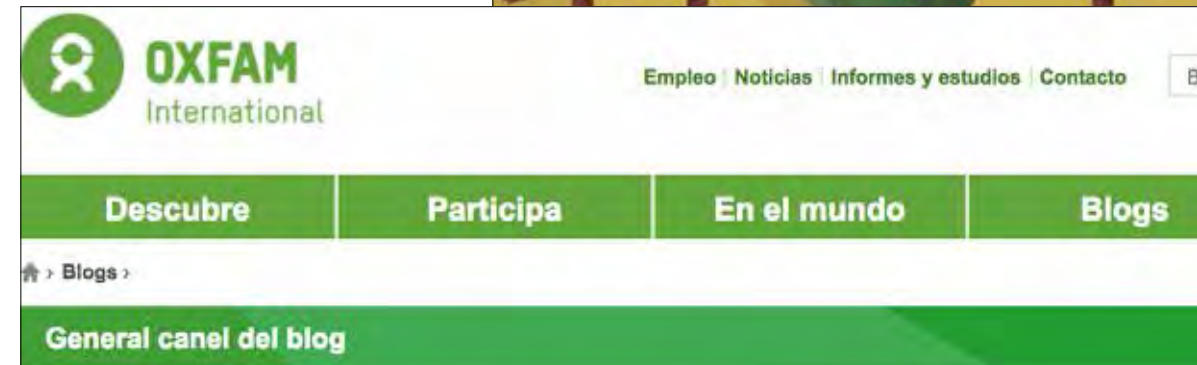 OXFAM
International
Empleo | Noticias | Informes y estudios | Contacto
Descubre
Participa
En el mundo
Blogs
› Blogs ›
General canel del blog